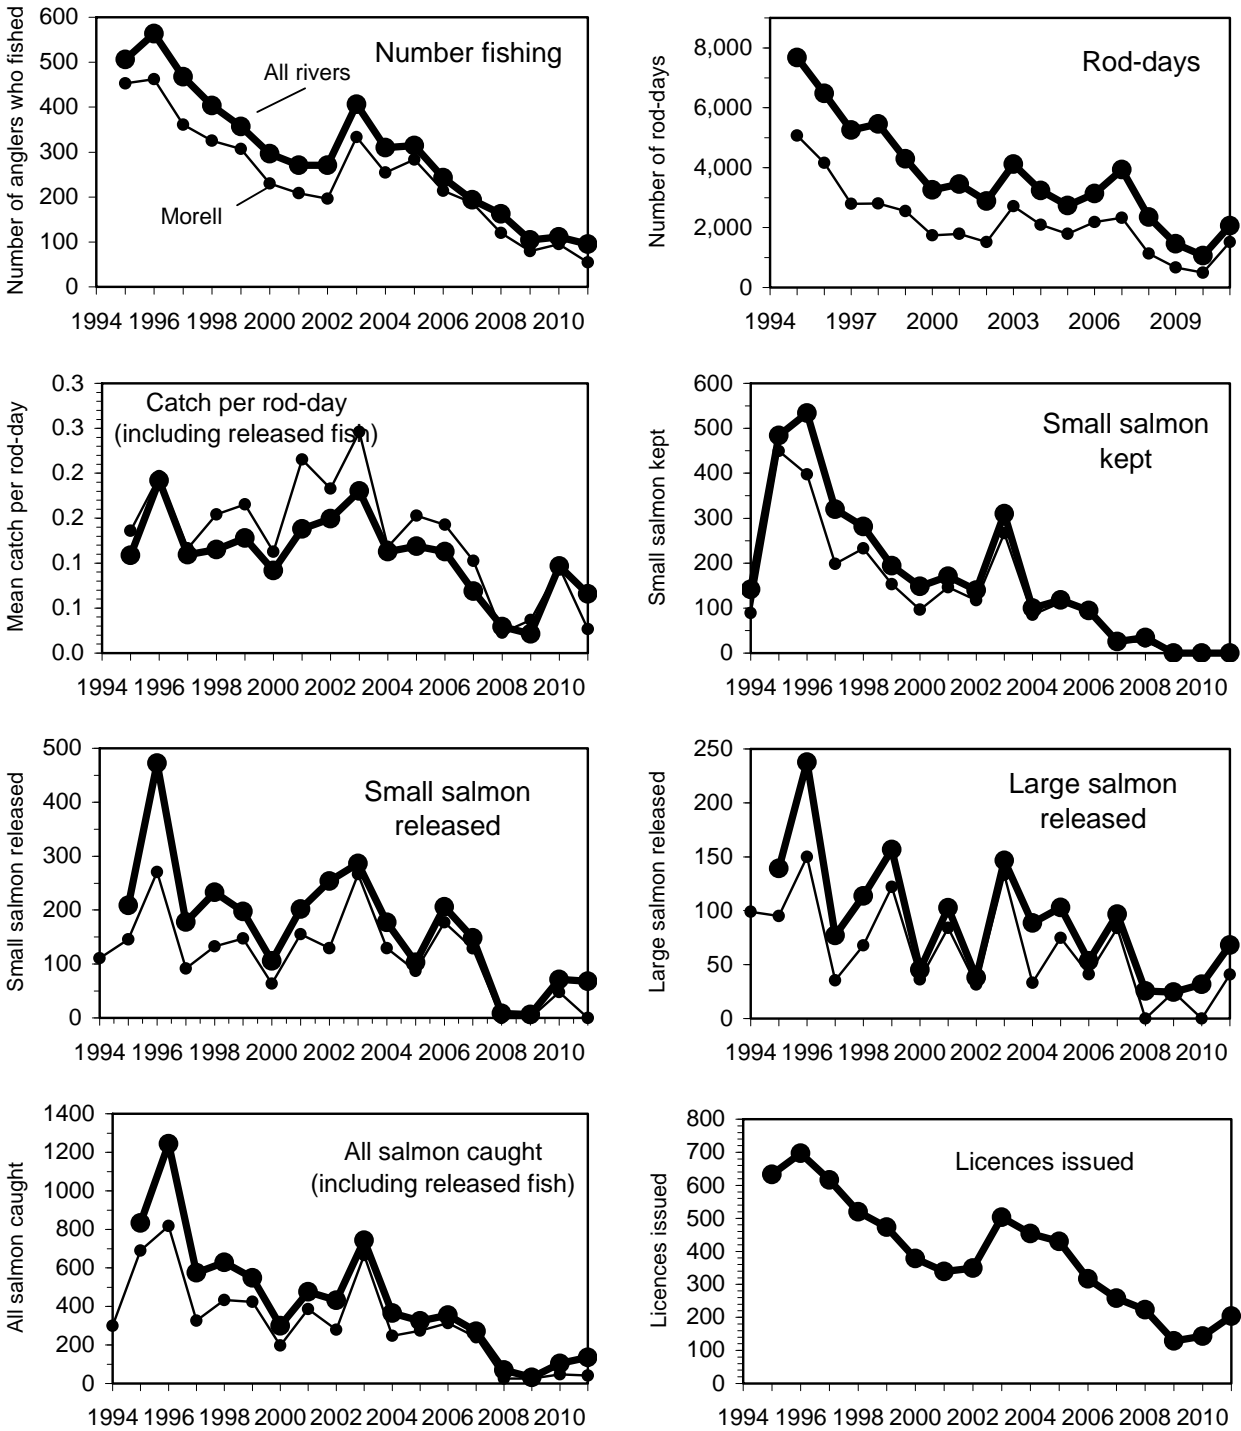 Number of anglers who fished
600
500
400
300
200
100
0
Number fishing
All rivers
Morell
1994 1996 1998 2000 2002 2004 2006 2008 2010
Number of rod-days
8,000
6,000
4,000
2,000
0
Rod-days
1994 1997 2000 2003 2006 2009
Mean catch per rod-day
0.3
0.3
0.2
0.2
0.1
0.1
0.0
Catch per rod-day
(including released fish)
1994 1996 1998 2000 2002 2004 2006 2008 2010
Small salmon kept
600
500
400
300
200
100
0
Small salmon
kept
1994 1996 1998 2000 2002 2004 2006 2008 2010
Small salmon released
500
400
300
200
100
0
Small salmon
released
1994 1996 1998 2000 2002 2004 2006 2008 2010
Large salmon released
250
200
150
100
50
0
Large salmon
released
1994 1996 1998 2000 2002 2004 2006 2008 2010
All salmon caught
1400
1200
1000
800
600
400
200
0
All salmon caught
(including released fish)
1994 1996 1998 2000 2002 2004 2006 2008 2010
Licences issued
800
700
600
500
400
300
200
100
0
Licences issued
1994 1996 1998 2000 2002 2004 2006 2008 2010